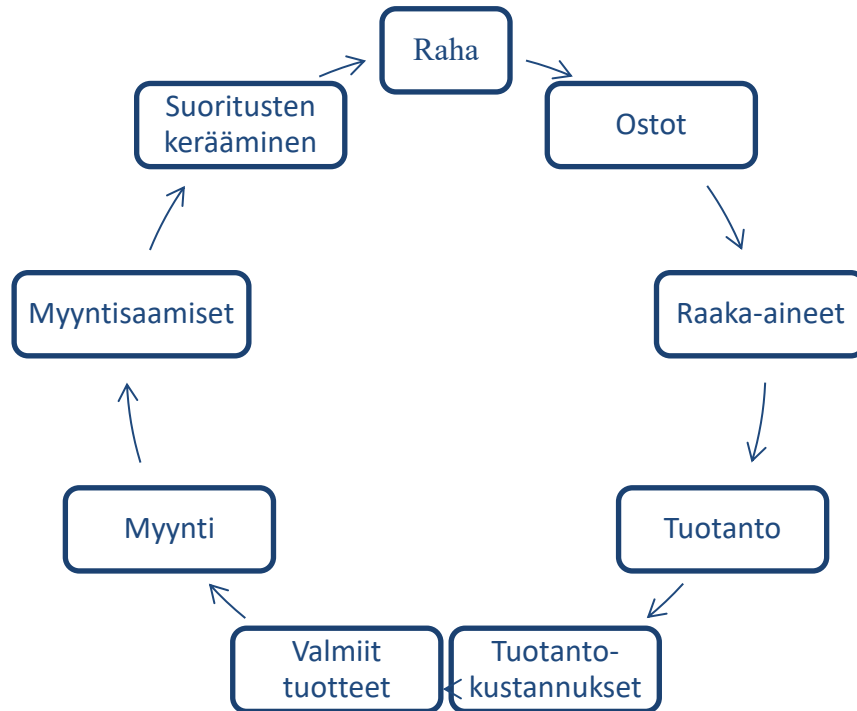 Raha
Ostot
Raaka-aineet
Tuotanto
Tuotanto-
kustannukset
Valmiit
tuotteet
Myynti
Myyntisaamiset
Suoritusten
kerääminen